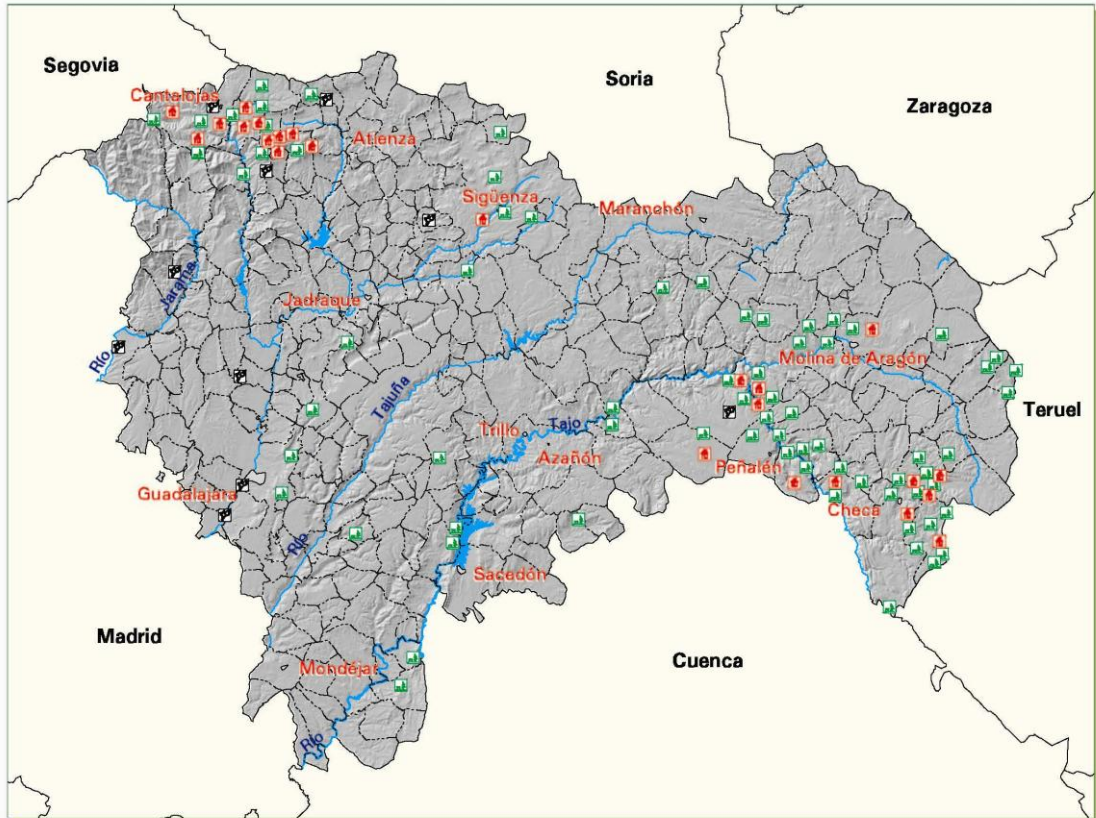 Segovia
Soria
Zaragoza
Cantalojas
Atienza
Sigüenza
Maranchón
Jarama
Jadraque
Río
Molina de Aragón
Tajuña
Teruel
Trillo
Tajo
Azañón
Peñalén
Guadalajara
Checa
Río
Sacedón
Madrid
Cuenca
Mondéjar
Río